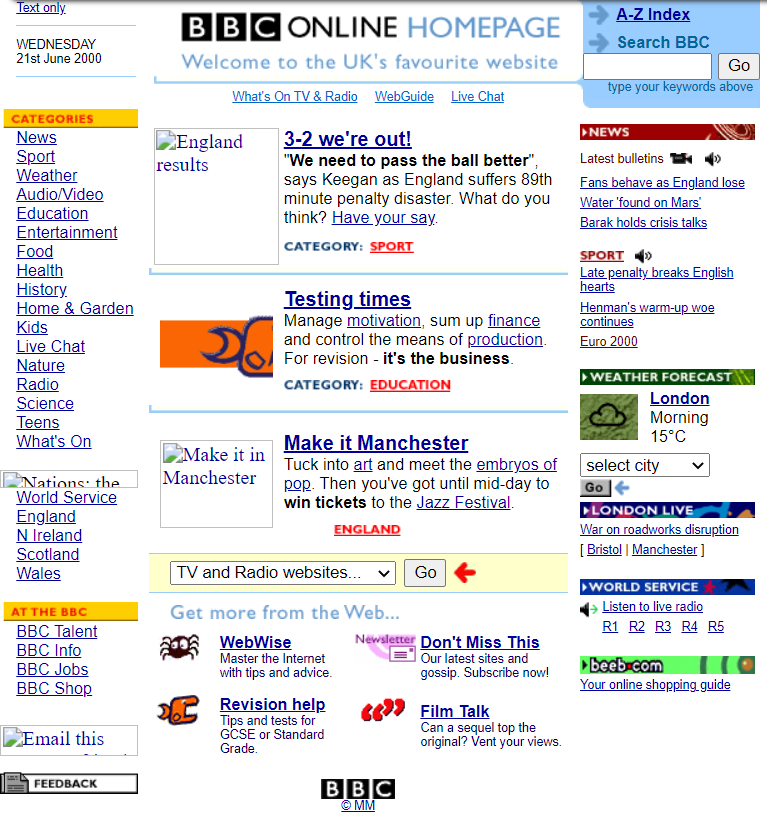 Text only
WEDNESDAY
21st June 2000
BBC ONLINE HOMEPAGE
Welcome to the UK's favourite website
What's On TV & Radio WebGuide Live Chat
A-Z Index
Search BBC
Go
type your keywords above
CATEGORIES
News
Sport
Weather
Audio/Video
Education
Entertainment
Food
Health
History
Home & Garden
Kids
Live Chat
Nature
Radio
Science
Teens
What's On
Nations: the
World Service
England
N Ireland
Scotland
Wales
AT THE BBC
BBC Talent
BBC Info
BBC Jobs
BBC Shop
Email this
FEEDBACK
England
results
3-2 we're out!
"We need to pass the ball better",
says Keegan as England suffers 89th
minute penalty disaster. What do you
think? Have your say.
CATEGORY: SPORT
Testing times
Manage motivation, sum up finance
and control the means of production.
For revision - it's the business.
CATEGORY: EDUCATION
Make it in
Manchester
Make it Manchester
Tuck into art and meet the embryos of
pop. Then you've got until mid-day to
win tickets to the Jazz Festival.
ENGLAND
TV and Radio websites... Go
Get more from the Web...
WebWise
Master the Internet
with tips and advice.
Newsletter
Don't Miss This
Our latest sites and
gossip. Subscribe now!
Revision help
Tips and tests for
GCSE or Standard
Grade.
Film Talk
Can a sequel top the
original? Vent your views.
BBC
© MM
NEWS
Latest bulletins
Fans behave as England lose
Water 'found on Mars'
Barak holds crisis talks
SPORT
Late penalty breaks English
hearts
Henman's warm-up woe
continues
Euro 2000
WEATHER FORECAST
London
Morning
15°C
select city
Go
LONDON LIVE
War on roadworks disruption
[ Bristol | Manchester ]
WORLD SERVICE
Listen to live radio
R1 R2 R3 R4 R5
beeb.com
Your online shopping guide